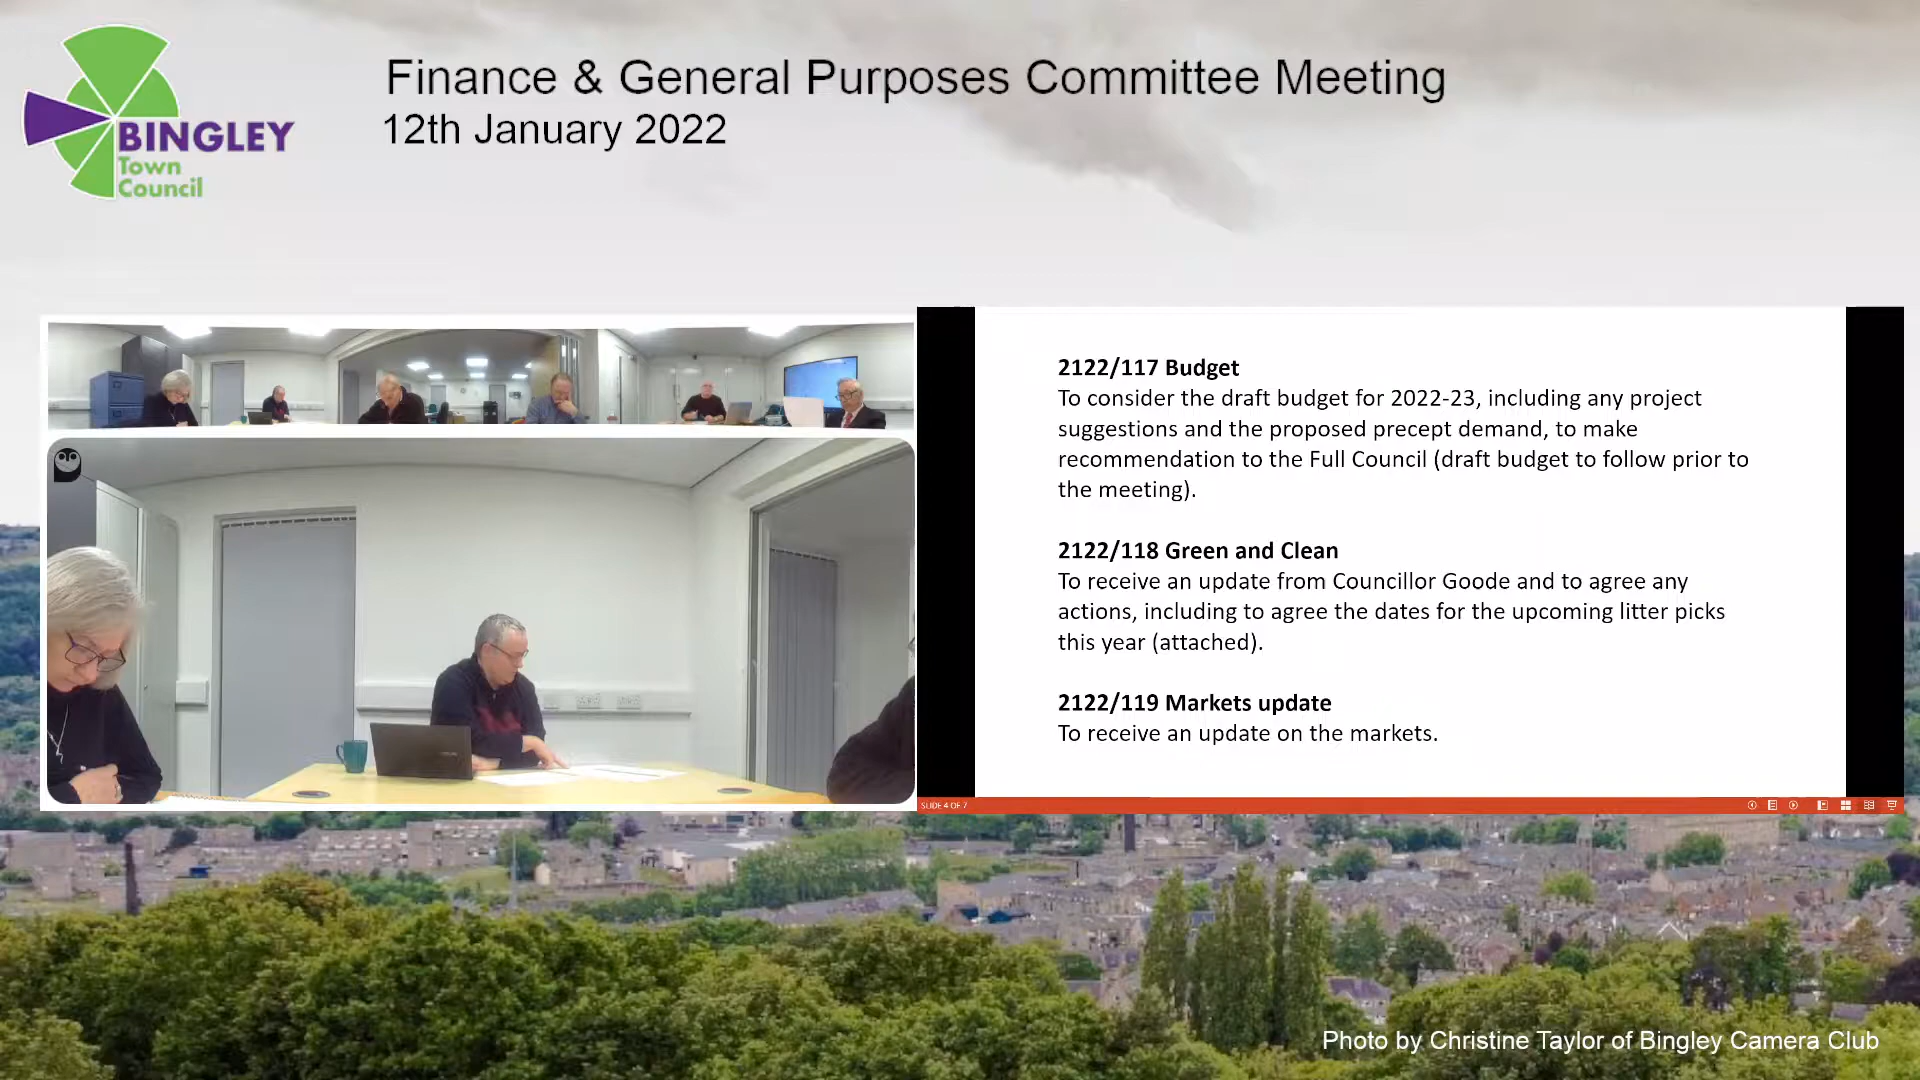 BINGLEY
Town
Council
Finance & General Purposes Committee Meeting
12th January 2022
2122/117 Budget
To consider the draft budget for 2022-23, including any project
suggestions and the proposed precept demand, to make
recommendation to the Full Council (draft budget to follow prior to
the meeting).
2122/118 Green and Clean
To receive an update from Councillor Goode and to agree any
actions, including to agree the dates for the upcoming litter picks
this year (attached).
2122/119 Markets update
To receive an update on the markets.
SLIDE 4 OF 7
Photo by Christine Taylor of Bingley Camera Club